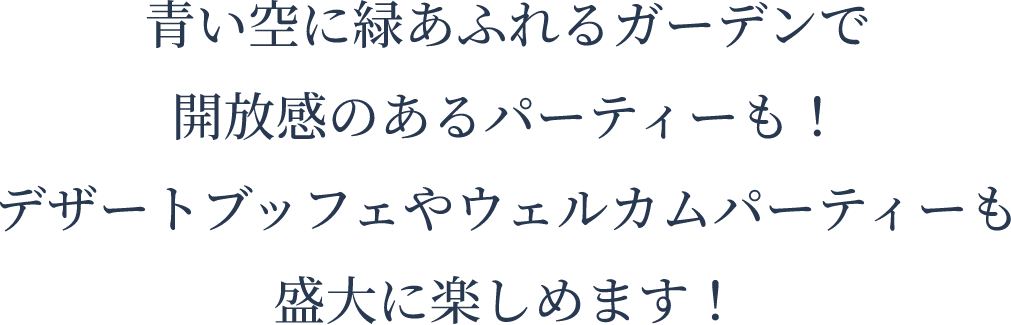 青い空に緑あふれるガーデンで
開放感のあるパーティーも！
デザートブッフェやウェルカムパーティーも
盛大に楽しめます！